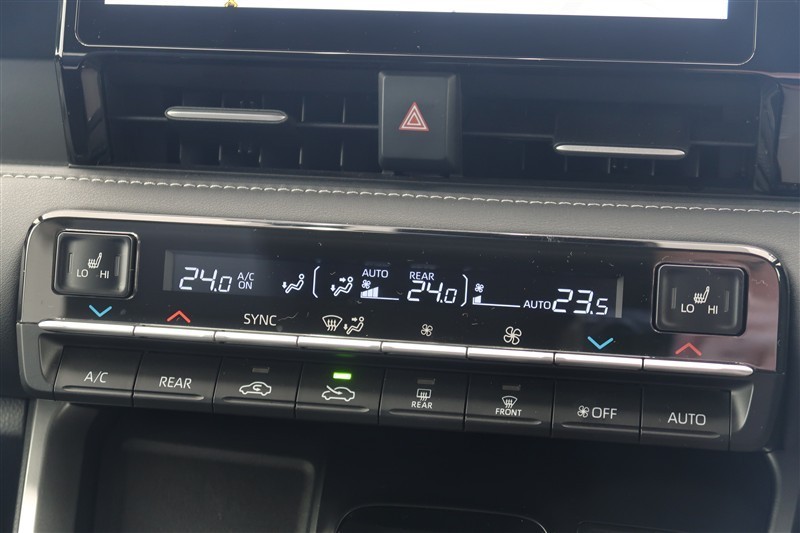 LO HI
24.0 A/C ON
AUTO
REAR
24.0
AUTO 23.5
LO HI
SYNC
A/C
REAR
REAR
FRONT
OFF
AUTO